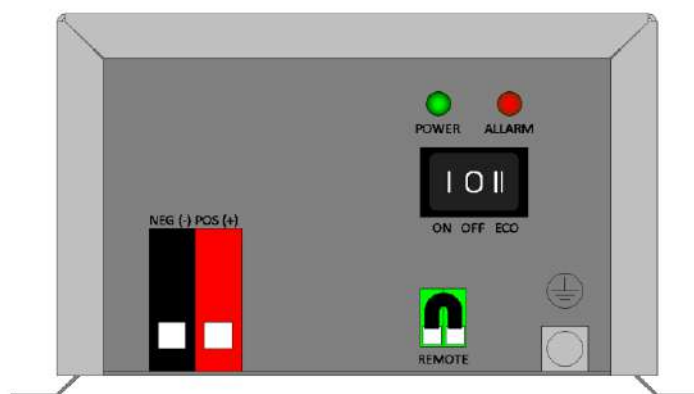 POWER ALLARM
I O II
ON OFF ECO
NEG (-) POS (+)
REMOTE